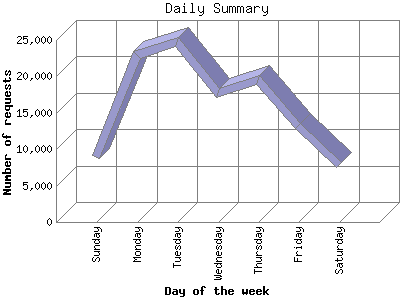 Daily Summary
25,000
20,000
15,000
10,000
5,000
0
Number of requests
Sunday
Monday
Tuesday
Wednesday
Thursday
Friday
Saturday
Day of the week